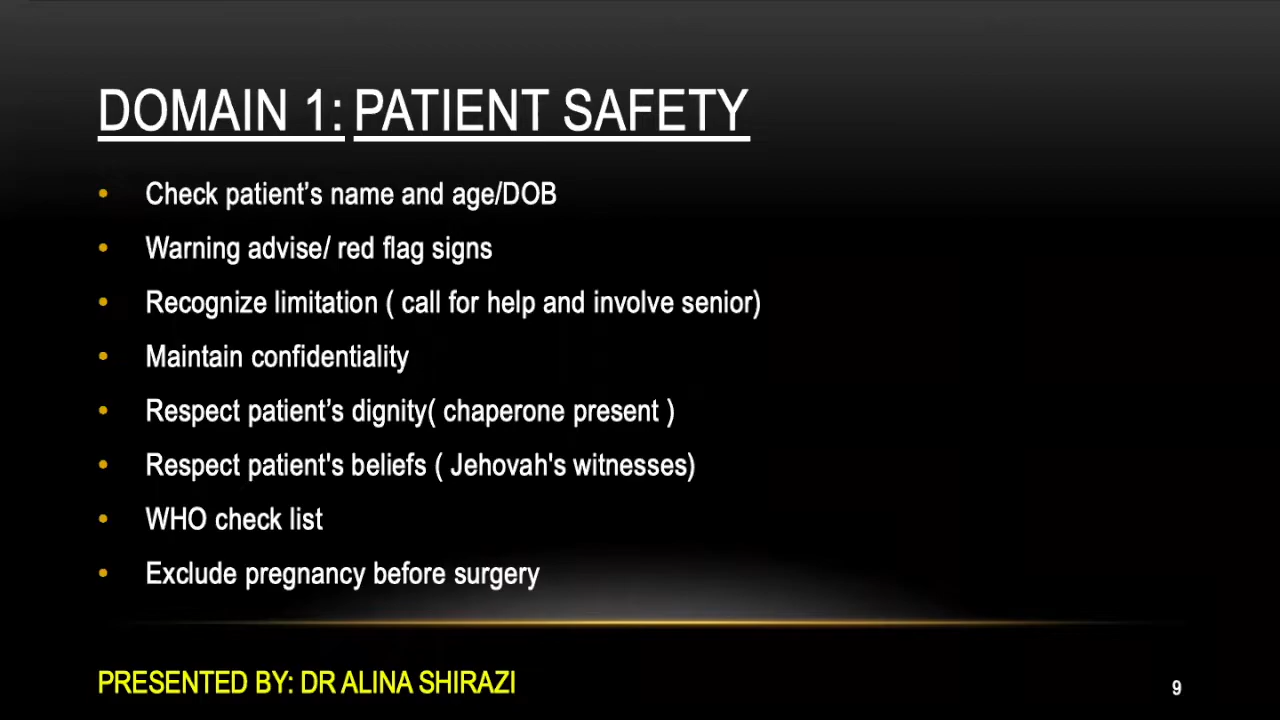 DOMAIN 1: PATIENT SAFETY
• Check patient’s name and age/DOB
• Warning advise/ red flag signs
• Recognize limitation ( call for help and involve senior)
• Maintain confidentiality
• Respect patient’s dignity( chaperone present )
• Respect patient's beliefs ( Jehovah's witnesses)
• WHO check list
• Exclude pregnancy before surgery
PRESENTED BY: DR ALINA SHIRAZI
9